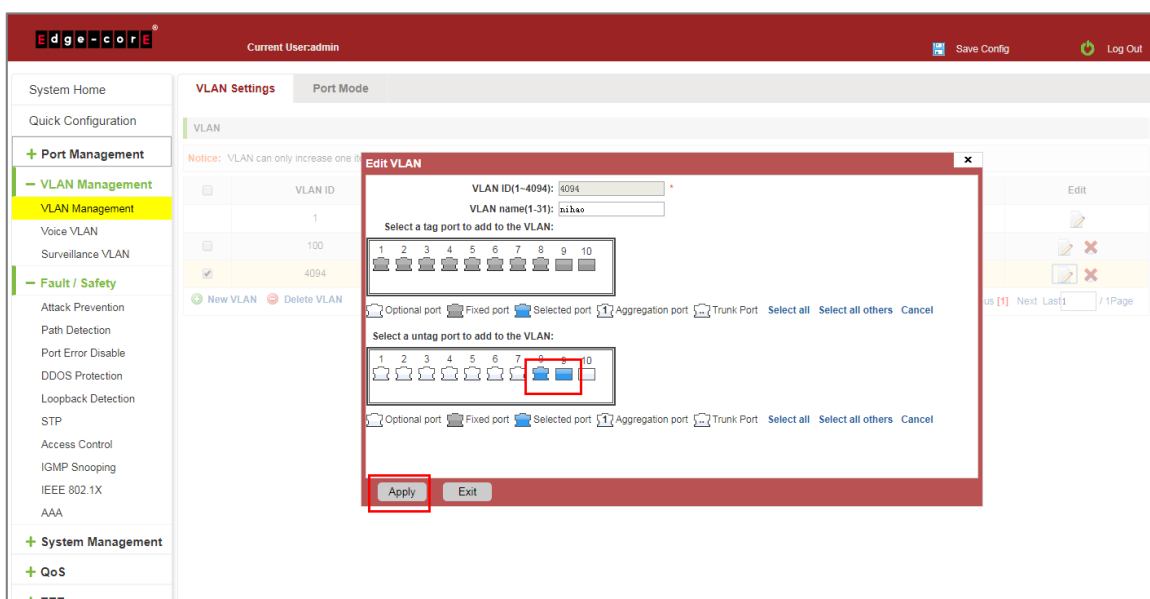 Edge-corE®
Current User:admin
Save Config
Log Out
System Home
Quick Configuration
+ Port Management
− VLAN Management
VLAN Management
Voice VLAN
Surveillance VLAN
− Fault / Safety
Attack Prevention
Path Detection
Port Error Disable
DDOS Protection
Loopback Detection
STP
Access Control
IGMP Snooping
IEEE 802.1X
AAA
+ System Management
+ QoS
VLAN Settings Port Mode
VLAN
Notice: VLAN can only increase one
VLAN ID Edit
1
100
4094
New VLAN Delete VLAN
[1] Next Last 1 / 1Page
Edit VLAN x
VLAN ID(1~4094): 4094 *
VLAN name(1-31): nihao
Select a tag port to add to the VLAN:
1 2 3 4 5 6 7 8 9 10
Optional port Fixed port Selected port 1 Aggregation port Trunk Port Select all Select all others Cancel
Select a untag port to add to the VLAN:
1 2 3 4 5 6 7 8 9 10
Optional port Fixed port Selected port 1 Aggregation port Trunk Port Select all Select all others Cancel
Apply Exit